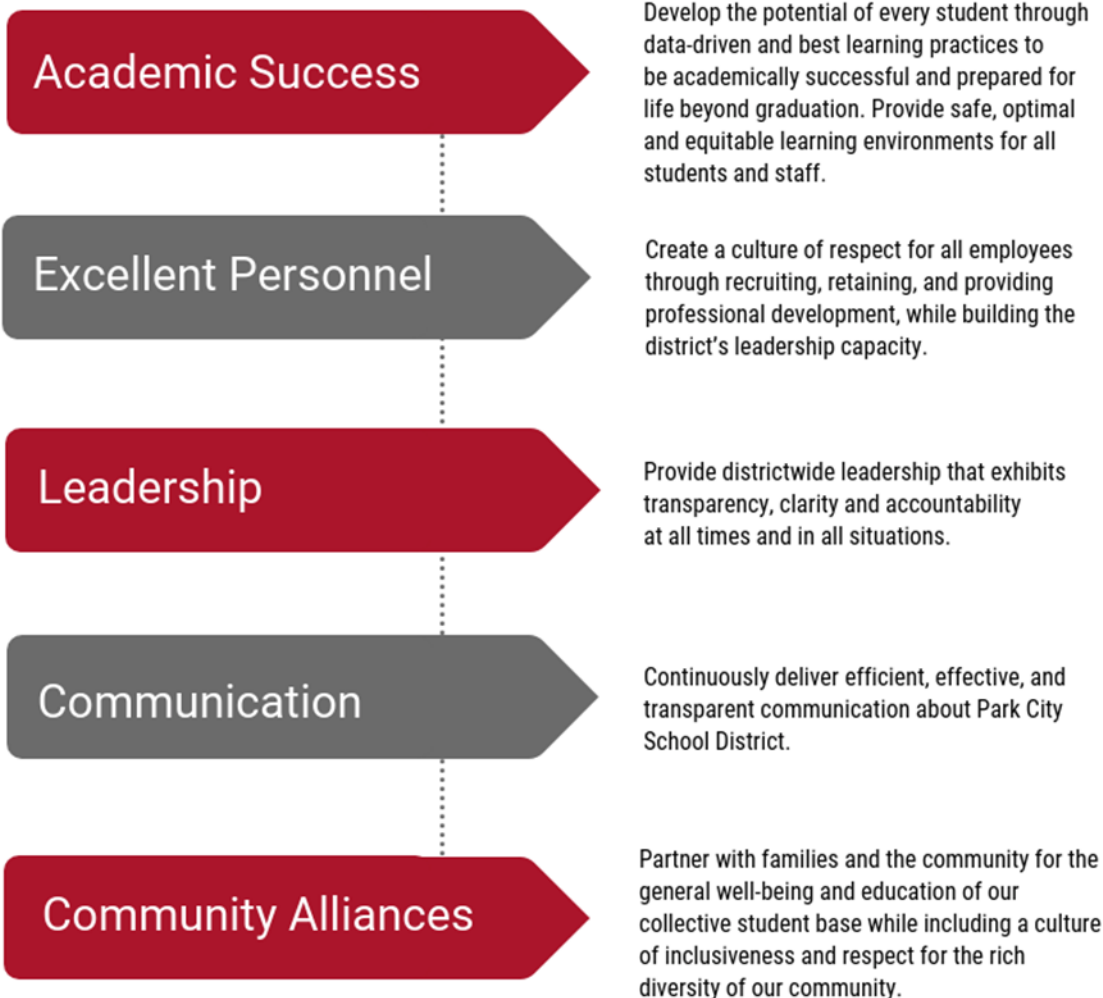 Academic Success
Develop the potential of every student through
data-driven and best learning practices to
be academically successful and prepared for
life beyond graduation. Provide safe, optimal
and equitable learning environments for all
students and staff.
Excellent Personnel
Create a culture of respect for all employees
through recruiting, retaining, and providing
professional development, while building the
district’s leadership capacity.
Leadership
Provide districtwide leadership that exhibits
transparency, clarity and accountability
at all times and in all situations.
Communication
Continuously deliver efficient, effective, and
transparent communication about Park City
School District.
Community Alliances
Partner with families and the community for the
general well-being and education of our
collective student base while including a culture
of inclusiveness and respect for the rich
diversity of our community.